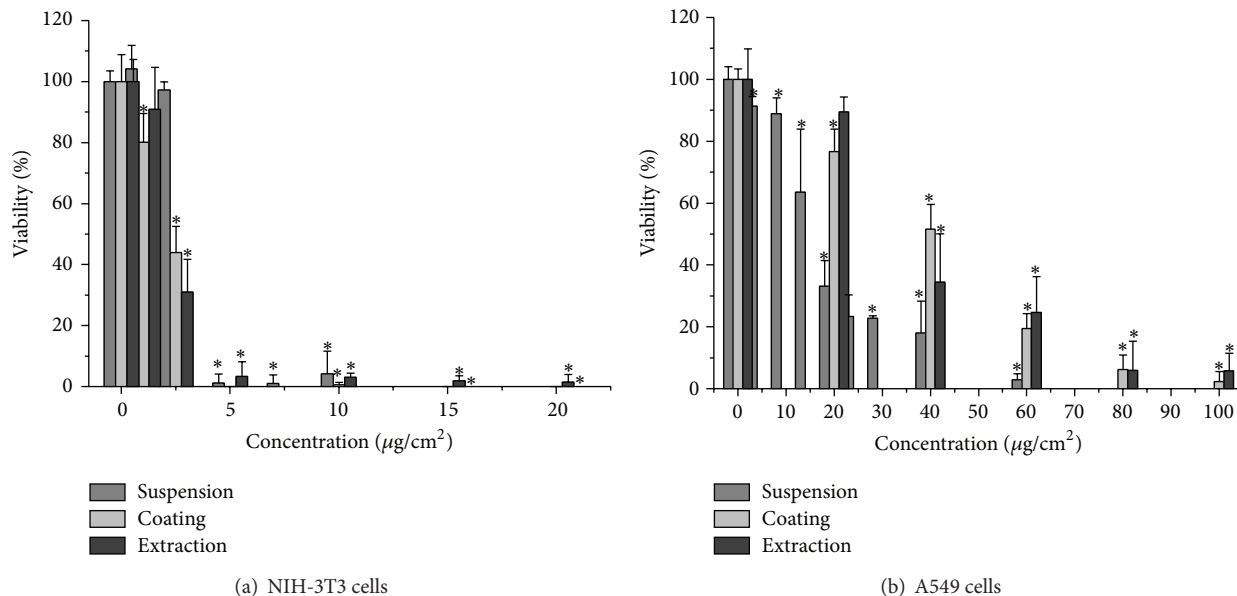 120
100
80
60
40
20
0
Viability (%)
* * * * * * * * * * * *
0 5 10 15 20
Concentration (μg/cm²)
Suspension
Coating
Extraction
(a) NIH-3T3 cells
120
100
80
60
40
20
0
Viability (%)
* * * * * * * * * * * * * * * *
0 10 20 30 40 50 60 70 80 90 100
Concentration (μg/cm²)
Suspension
Coating
Extraction
(b) A549 cells